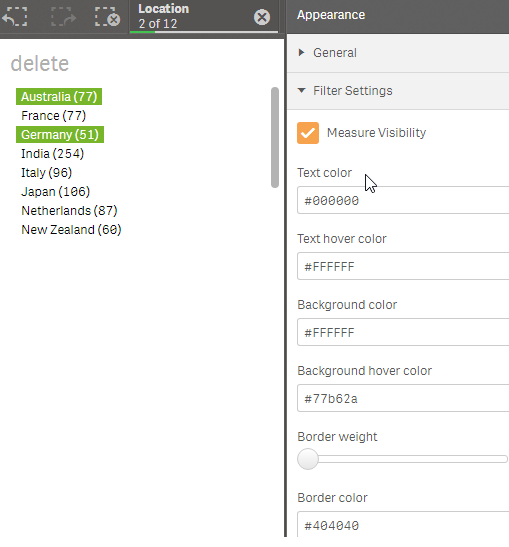 Location
2 of 12
delete
Australia (77)
France (77)
Germany (51)
India (254)
Italy (96)
Japan (106)
Netherlands (87)
New Zealand (60)
Appearance
General
Filter Settings
Measure Visibility
Text color
#000000
Text hover color
#FFFFFF
Background color
#FFFFFF
Background hover color
#77b62a
Border weight
Border color
#404040